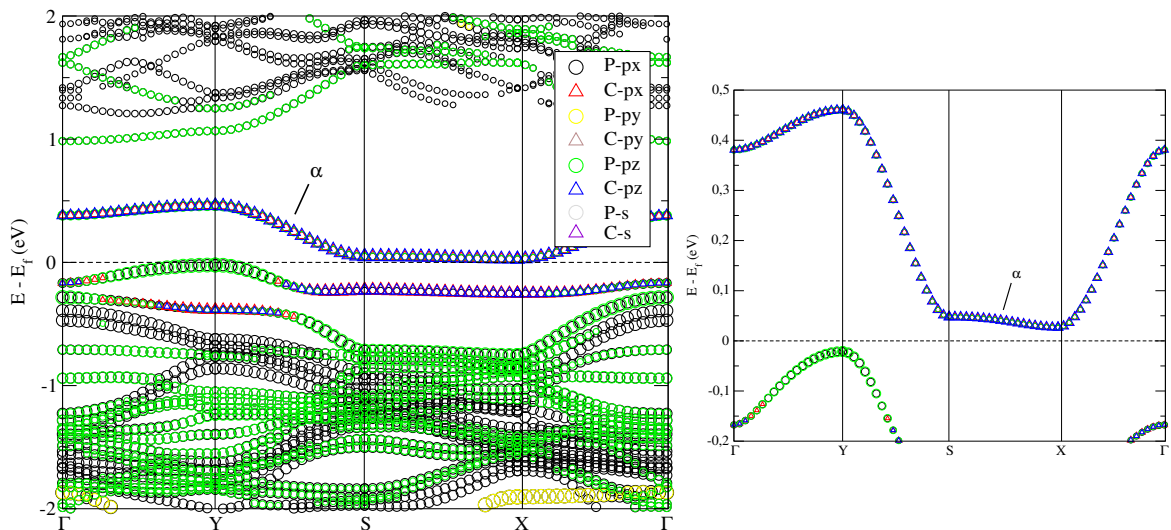 2
1
0
-1
-2
E - E_f (eV)
Γ
Y
S
X
Γ
α
P-px
C-px
P-py
C-py
P-pz
C-pz
P-s
C-s
0,5
0,4
0,3
0,2
0,1
0
-0,1
-0,2
E - E_f (eV)
Γ
Y
S
X
Γ
α